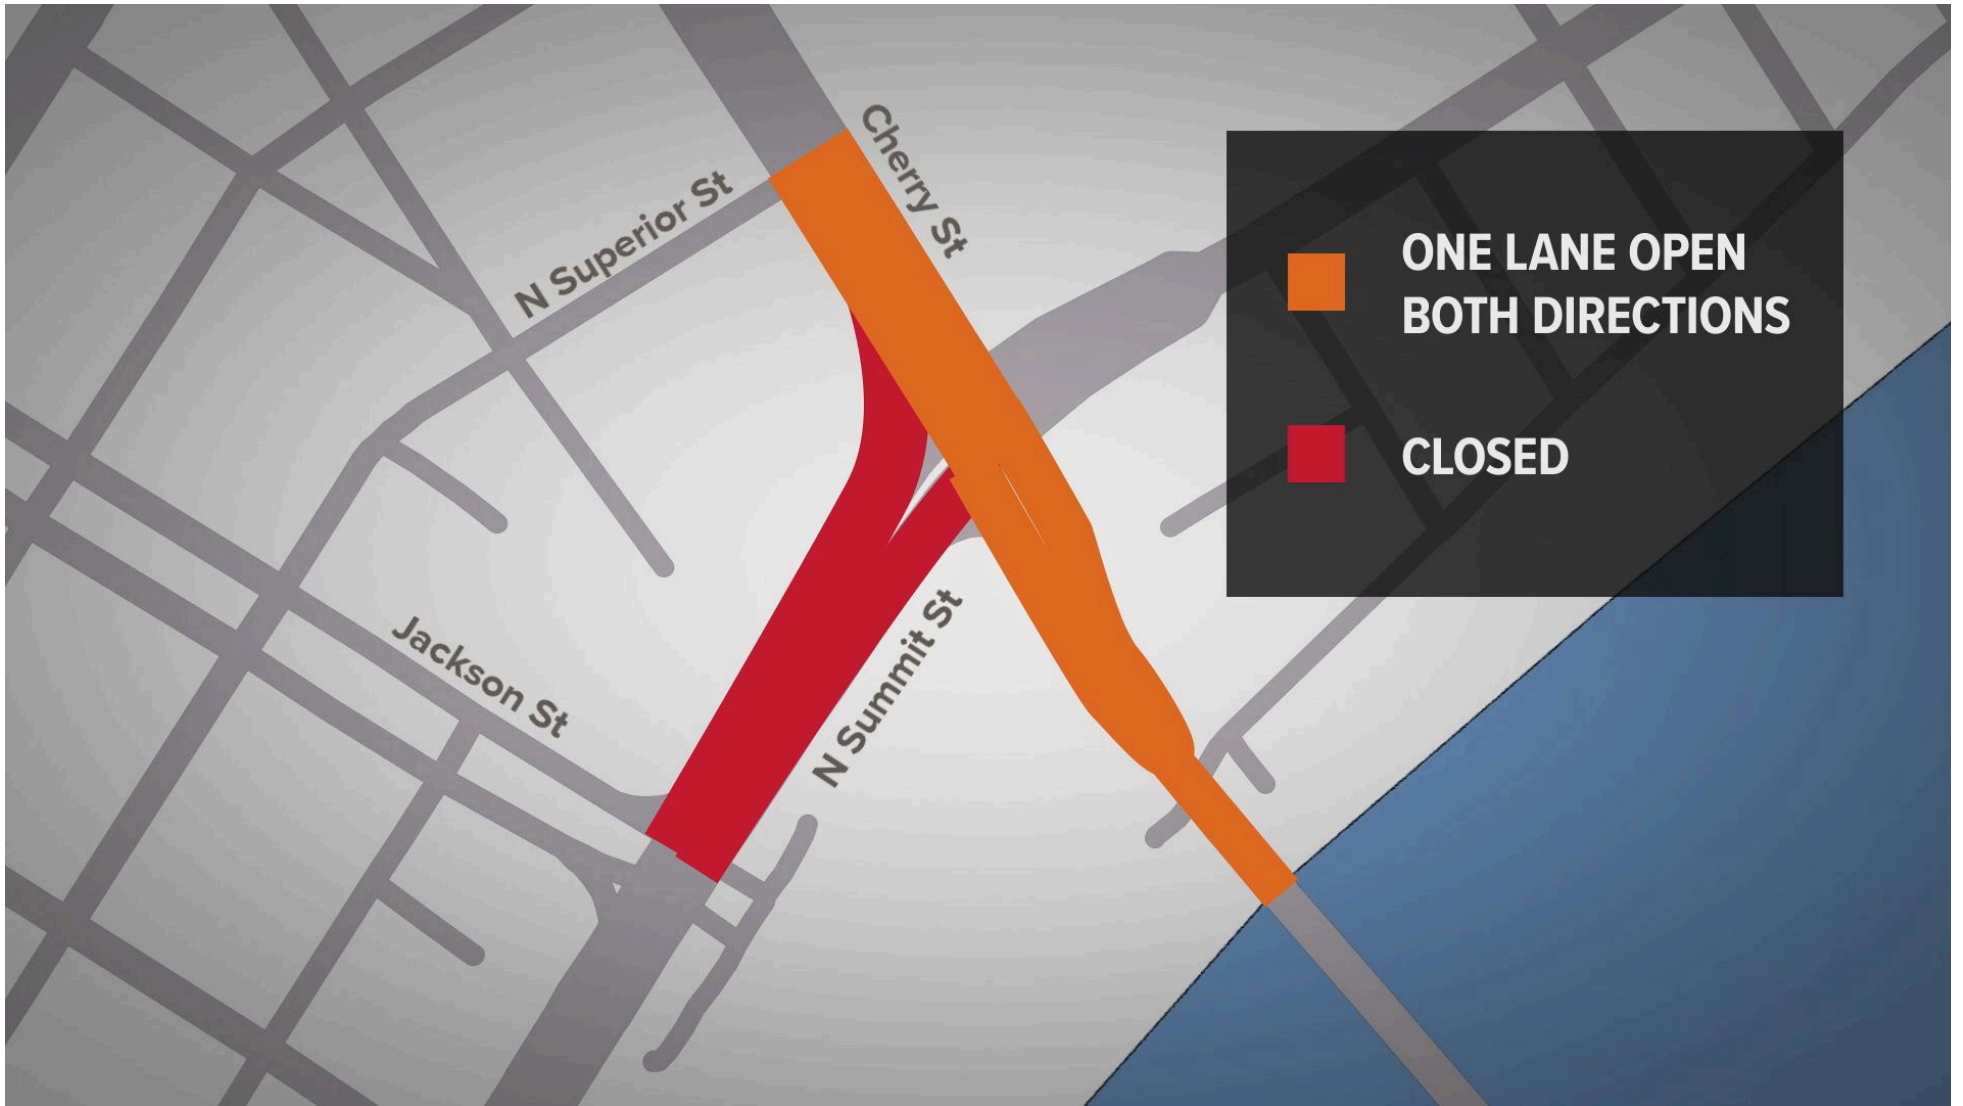 Cherry St
N Superior St
ONE LANE OPEN
BOTH DIRECTIONS
CLOSED
Jackson St
N Summit St